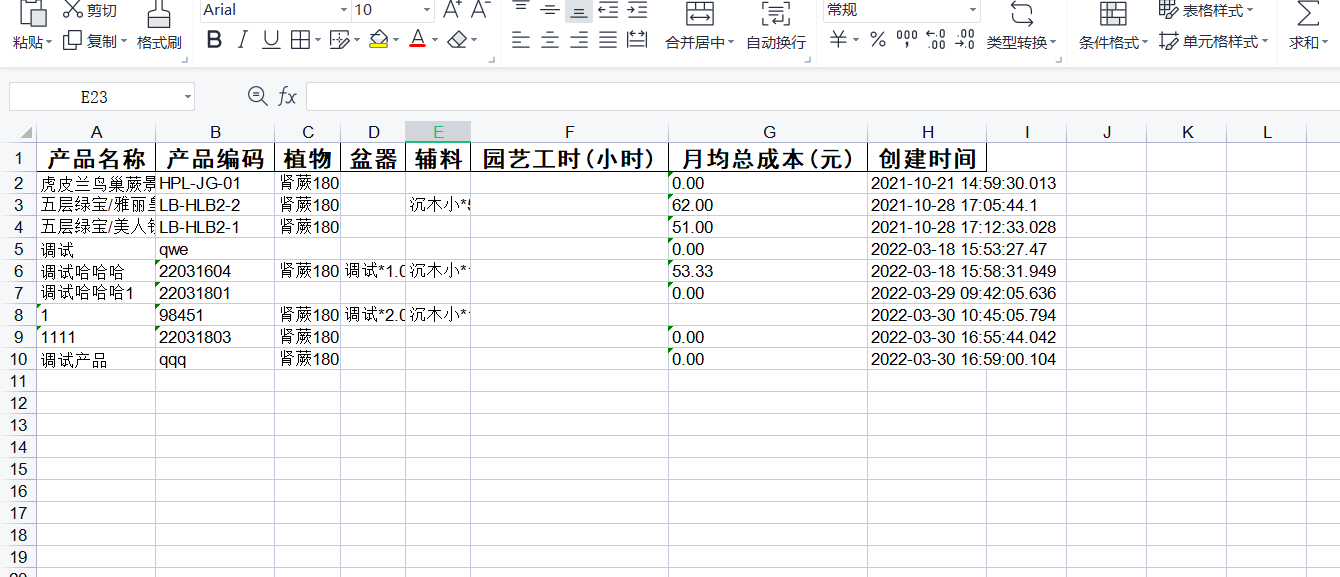 剪切 Arial 10 A+ A- 常规 表格样式
粘贴 复制 格式刷 B I U A 合并居中 自动换行 ¥ % 000 ←.0 .00 .00 →.0 类型转换 条件格式 单元格样式 求和
E23 fx
A B C D E F G H I J K L
1 产品名称 产品编码 植物 盆器 辅料 园艺工时(小时) 月均总成本(元) 创建时间
2 虎皮兰鸟巢蕨景 HPL-JG-01 肾蕨180 0.00 2021-10-21 14:59:30.013
3 五层绿宝/雅丽 LB-HLB2-2 肾蕨180 沉木小* 62.00 2021-10-28 17:05:44.1
4 五层绿宝/美人 LB-HLB2-1 肾蕨180 51.00 2021-10-28 17:12:33.028
5 调试 qwe 0.00 2022-03-18 15:53:27.47
6 调试哈哈哈 22031604 肾蕨180 调试*1.0 沉木小* 53.33 2022-03-18 15:58:31.949
7 调试哈哈哈1 22031801 0.00 2022-03-29 09:42:05.636
8 1 98451 肾蕨180 调试*2.0 沉木小* 2022-03-30 10:45:05.794
9 1111 22031803 肾蕨180 0.00 2022-03-30 16:55:44.042
10 调试产品 qqq 肾蕨180 0.00 2022-03-30 16:59:00.104
11
12
13
14
15
16
17
18
19